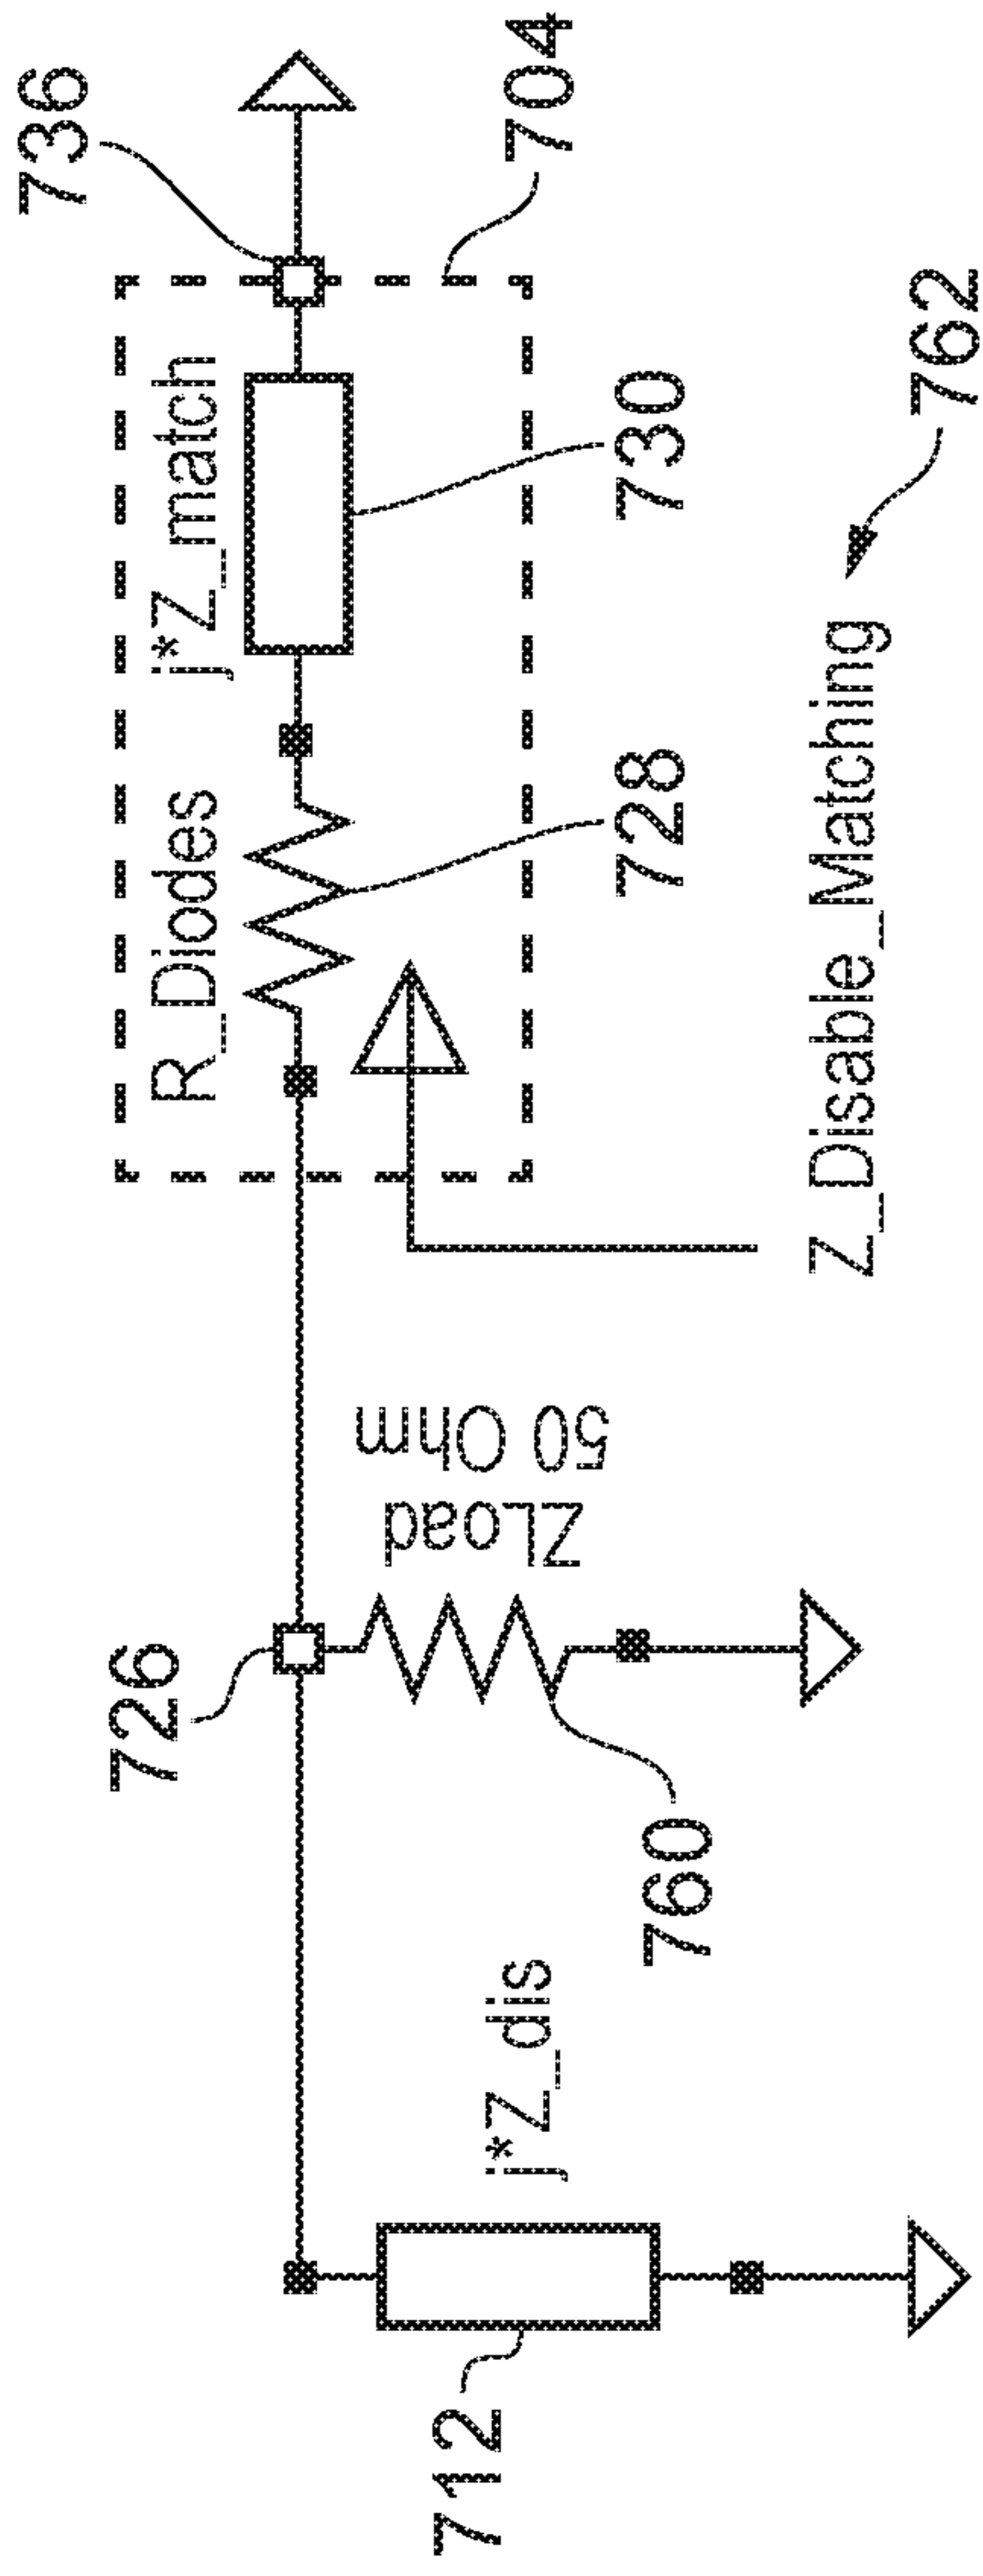 736
704
j*Z_match
R_Diodes
730
728
762
Z_Disable_Matching
726
ZLoad
50 Ohm
760
j*Z_dis
712